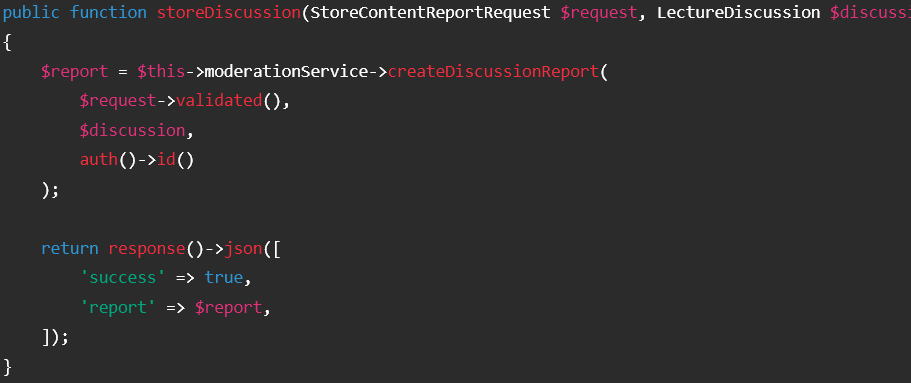 public function storeDiscussion(StoreContentReportRequest $request, LectureDiscussion $discussi
{
    $report = $this->moderationService->createDiscussionReport(
        $request->validated(),
        $discussion,
        auth()->id()
    );

    return response()->json([
        'success' => true,
        'report' => $report,
    ]);
}